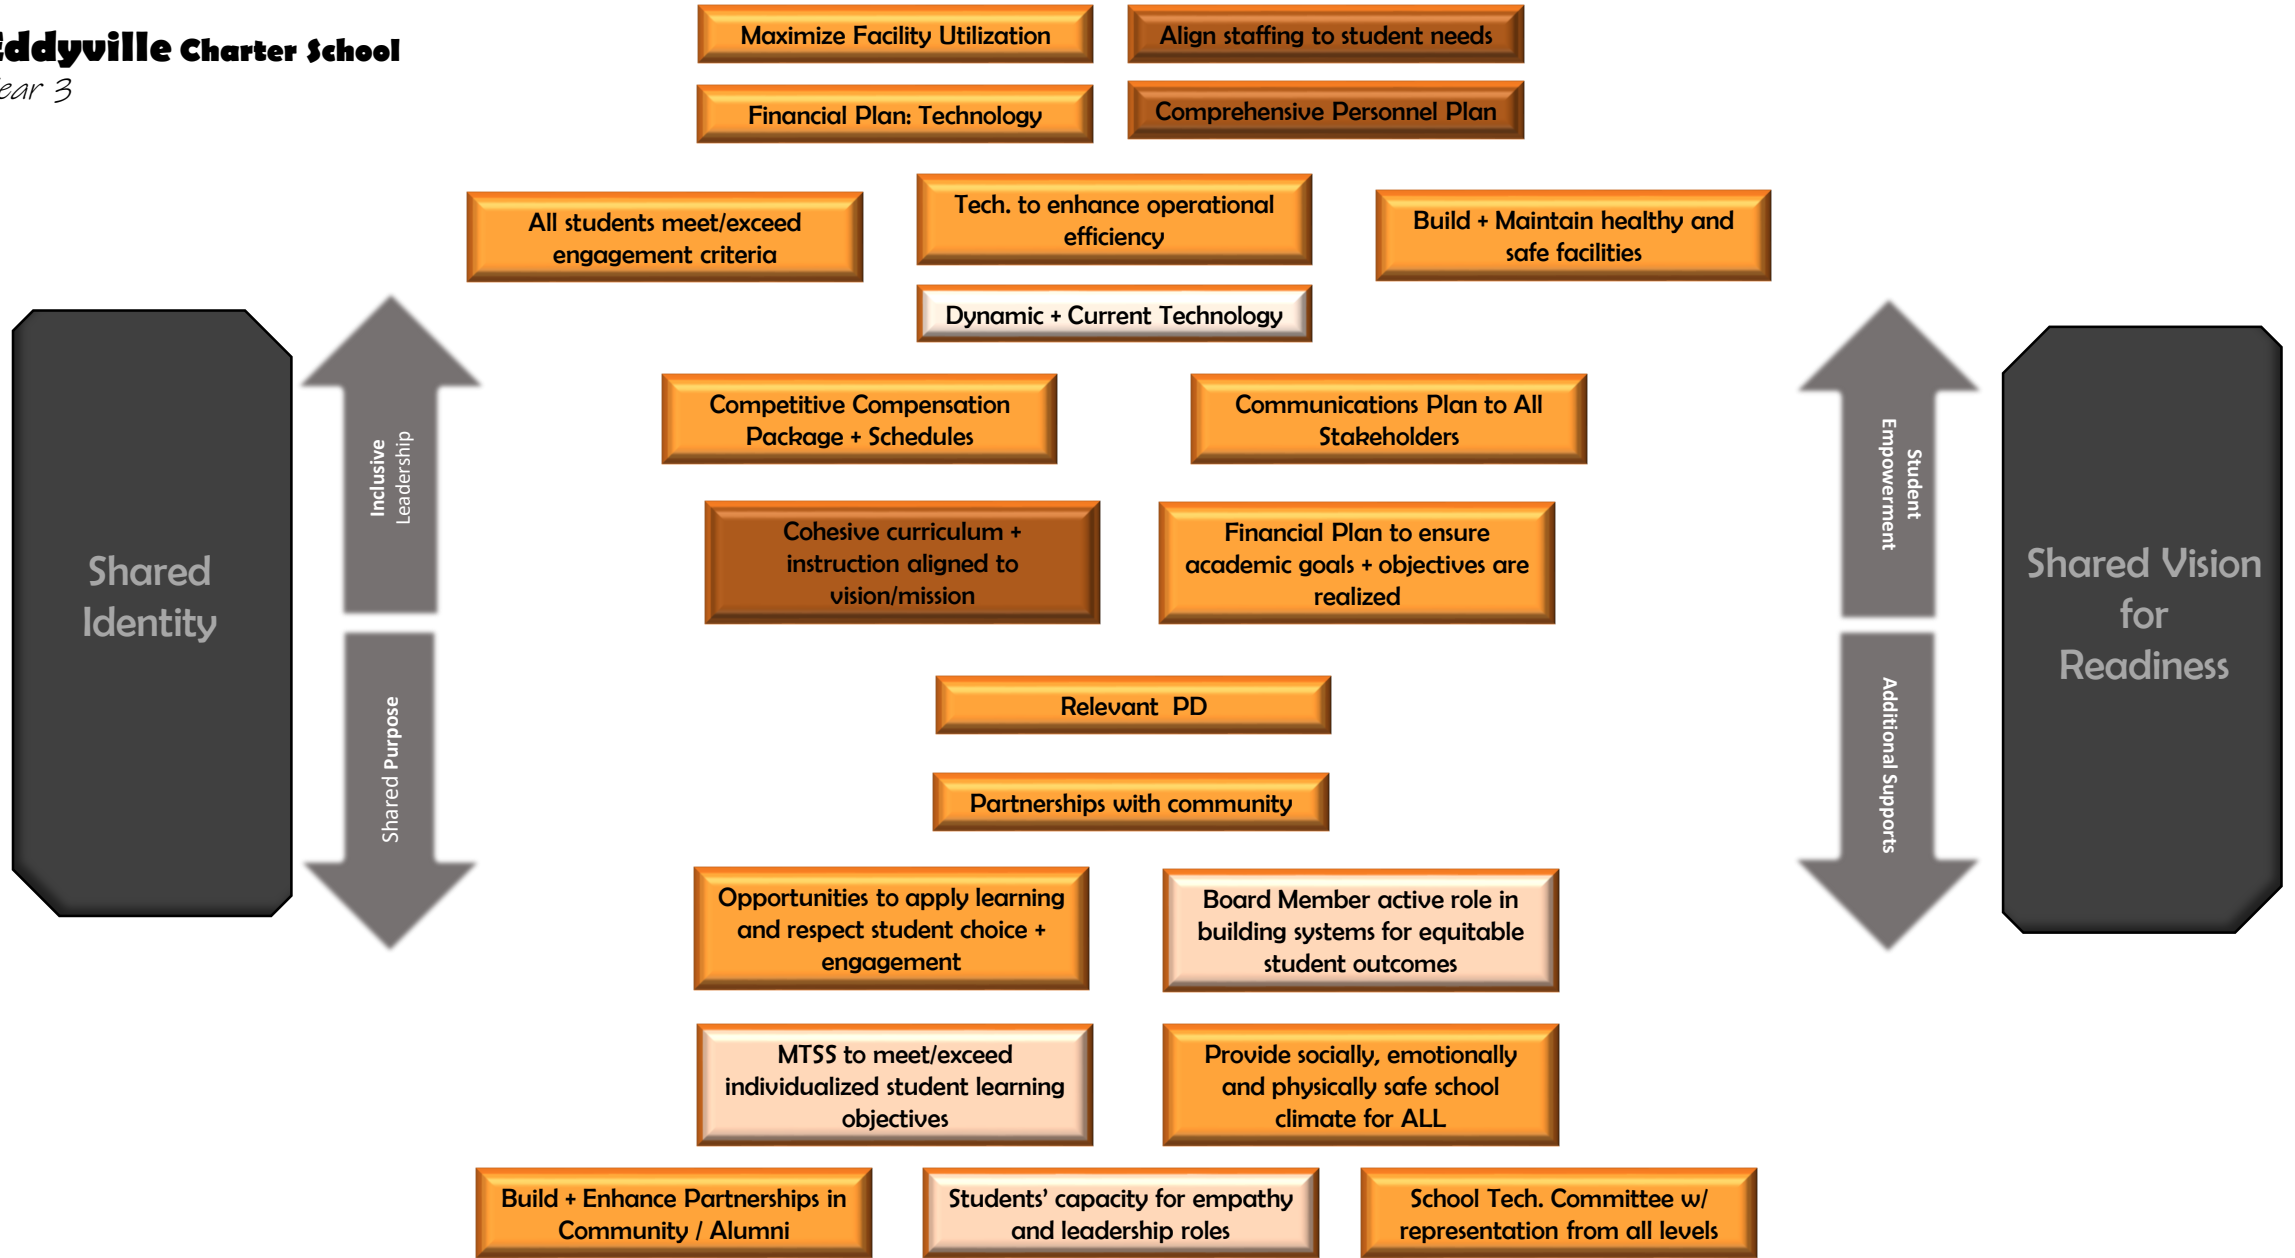 Eddyville Charter School
Year 3
Maximize Facility Utilization
Align staffing to student needs
Financial Plan: Technology
Comprehensive Personnel Plan
All students meet/exceed
engagement criteria
Tech. to enhance operational
efficiency
Build + Maintain healthy and
safe facilities
Dynamic + Current Technology
Competitive Compensation
Package + Schedules
Communications Plan to All
Stakeholders
Inclusive
Leadership
Student
Empowerment
Cohesive curriculum +
instruction aligned to
vision/mission
Financial Plan to ensure
academic goals + objectives are
realized
Shared
Identity
Shared Vision
for
Readiness
Relevant PD
Shared Purpose
Additional Supports
Partnerships with community
Opportunities to apply learning
and respect student choice +
engagement
Board Member active role in
building systems for equitable
student outcomes
MTSS to meet/exceed
individualized student learning
objectives
Provide socially, emotionally
and physically safe school
climate for ALL
Build + Enhance Partnerships in
Community / Alumni
Students’ capacity for empathy
and leadership roles
School Tech. Committee w/
representation from all levels